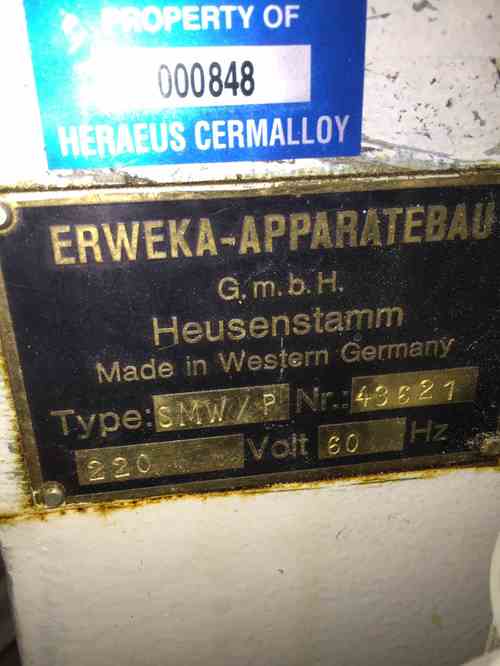 PROPERTY OF
000848
HERAEUS CERMALLOY
ERWEKA-APPARATEBAU
G.m.b.H.
Heusenstamm
Made in Western Germany
Type: SMW/P Nr.: 43621
220 Volt 60 Hz